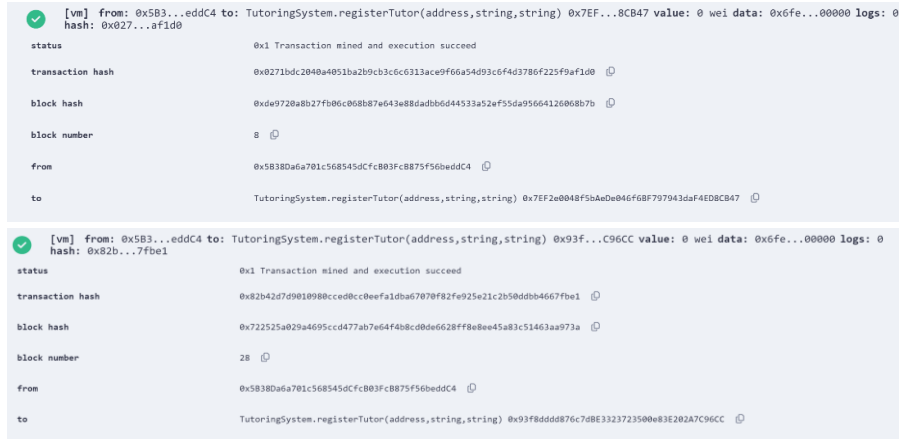 [vm] from: 0x5B3...eddC4 to: TutoringSystem.registerTutor(address,string,string) 0x7EF...8CB47 value: 0 wei data: 0x6fe...00000 logs: 0
hash: 0x027...af1d0
status 0x1 Transaction mined and execution succeed
transaction hash 0x0271bdc2040a4051ba2b9cb3c6c6313ace9f66a54d93c6f4d3786f225f9af1d0
block hash 0xde9720a8b27fb06c068b87e643e88dadbb6d44533a52ef55da95664126068b7b
block number 8
from 0x5B38Da6a701c568545dCfcB03FcB875f56beddC4
to TutoringSystem.registerTutor(address,string,string) 0x7EF2e0048f5bAeDe046f6BF797943daF4ED8CB47
[vm] from: 0x5B3...eddC4 to: TutoringSystem.registerTutor(address,string,string) 0x93f...C96CC value: 0 wei data: 0x6fe...00000 logs: 0
hash: 0x82b...7fbe1
status 0x1 Transaction mined and execution succeed
transaction hash 0x82b42d7d9010980cced0cc0eefa1dba67070f82fe925e21c2b50ddbb4667fbe1
block hash 0x722525a029a4695ccd477ab7e64f4b8cd0de6628ff8e8ee45a83c51463aa973a
block number 28
from 0x5B38Da6a701c568545dCfcB03FcB875f56beddC4
to TutoringSystem.registerTutor(address,string,string) 0x93f8dddd876c7dBE3323723500e83E202A7C96CC